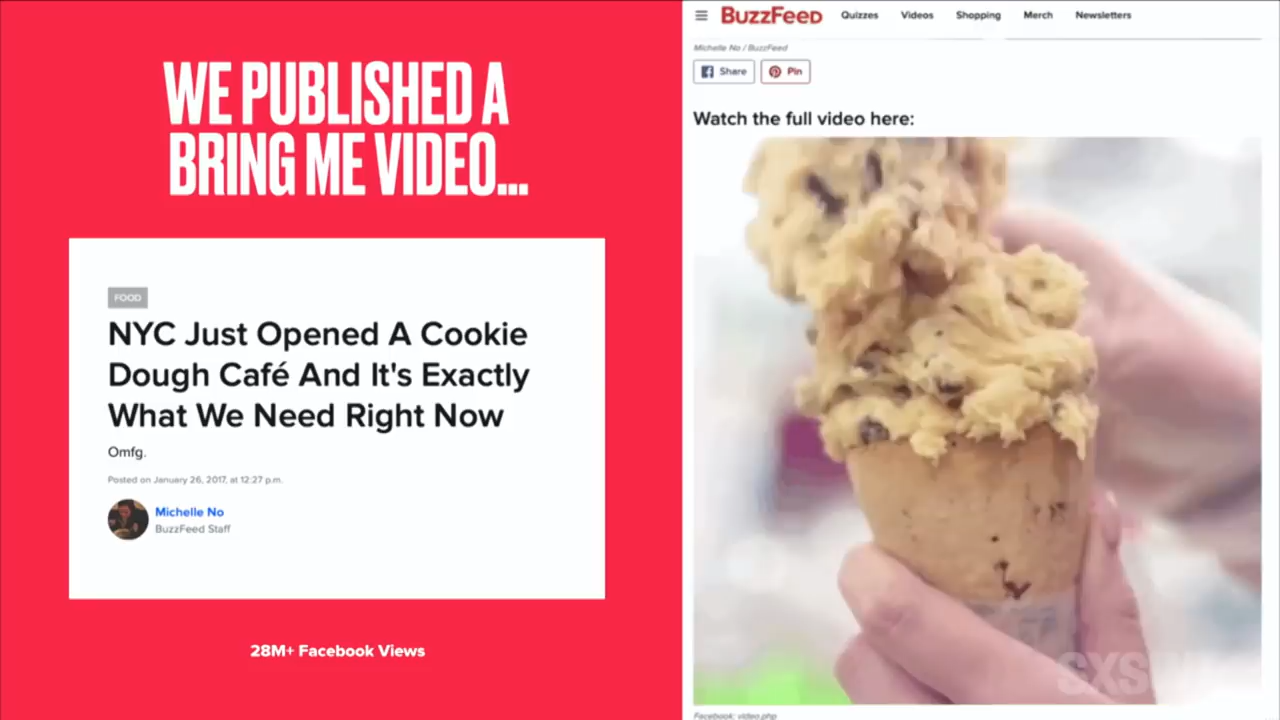 WE PUBLISHED A
BRING ME VIDEO...
FOOD
NYC Just Opened A Cookie
Dough Café And It's Exactly
What We Need Right Now
Omfg.
Posted on January 26, 2017, at 12:27 p.m.
Michelle No
BuzzFeed Staff
28M+ Facebook Views
BuzzFeed Quizzes Videos Shopping Merch Newsletters
Michelle No / BuzzFeed
Share Pin
Watch the full video here:
Facebook: video.php